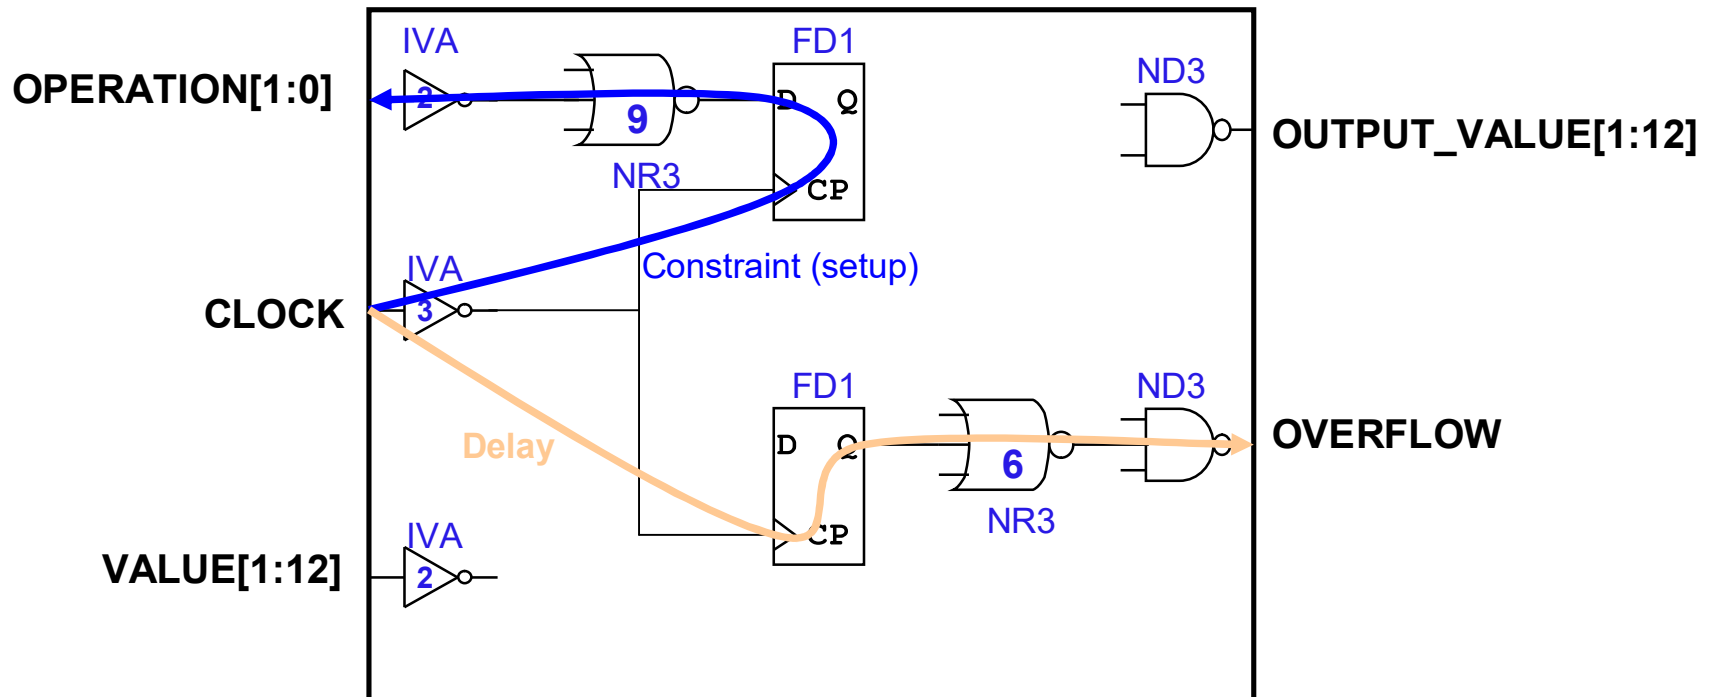 IVA
FD1
ND3
OPERATION[1:0]
2
9
D
Q
OUTPUT_VALUE[1:12]
NR3
CP
IVA
Constraint (setup)
CLOCK
3
FD1
ND3
Delay
D
Q
6
OVERFLOW
NR3
CP
IVA
VALUE[1:12]
2